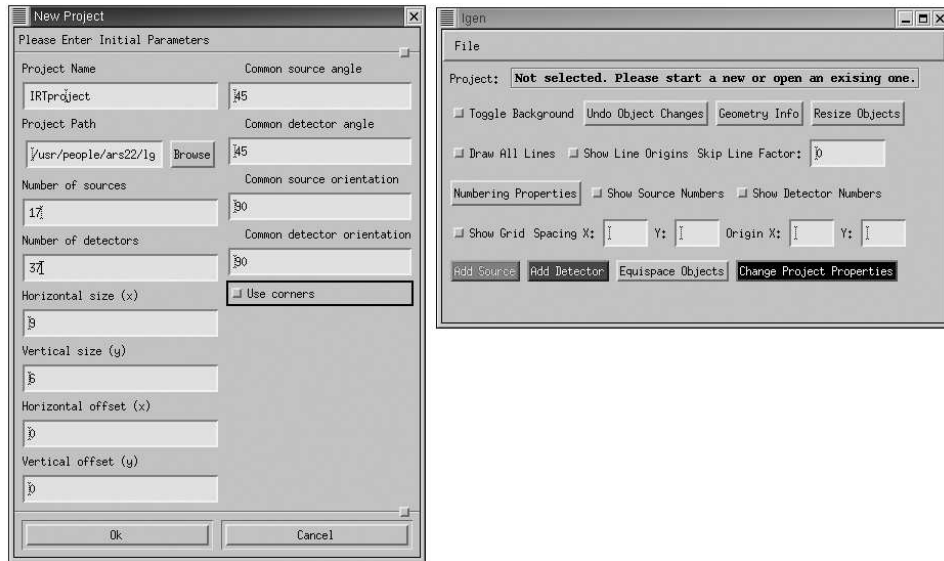 New Project
Please Enter Initial Parameters
Project Name
IRTproject
Project Path
/usr/people/ars22/lg
Browse
Number of sources
17
Number of detectors
37
Horizontal size (x)
9
Vertical size (y)
6
Horizontal offset (x)
0
Vertical offset (y)
0
Common source angle
45
Common detector angle
45
Common source orientation
90
Common detector orientation
90
Use corners
Ok
Cancel
Igen
File
Project: Not selected. Please start a new or open an exising one.
Toggle Background Undo Object Changes Geometry Info Resize Objects
Draw All Lines Show Line Origins Skip Line Factor: 0
Numbering Properties Show Source Numbers Show Detector Numbers
Show Grid Spacing X: Y: Origin X: Y:
Add Source Add Detector Equispace Objects Change Project Properties